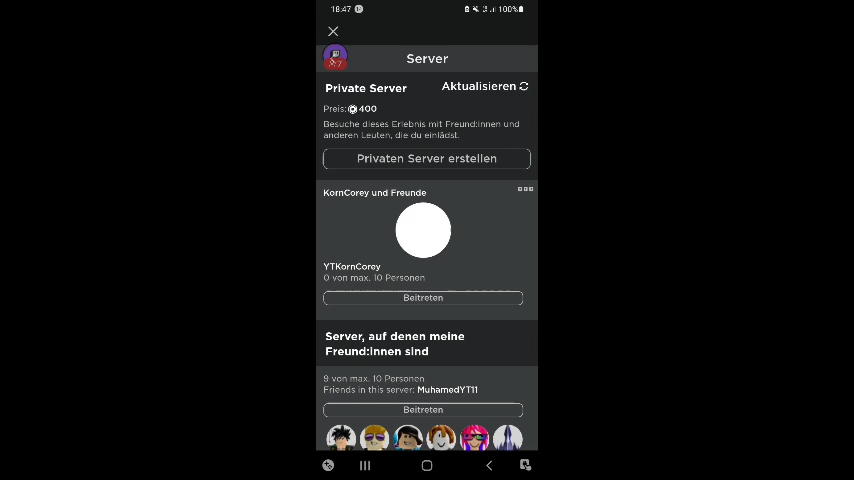 18:47
100%
Server
Private Server
Aktualisieren
Preis: 400
Besuche dieses Erlebnis mit Freund:innen und
anderen Leuten, die du einlädst.
Privaten Server erstellen
KornCorey und Freunde
YTKornCorey
0 von max. 10 Personen
Beitreten
Server, auf denen meine
Freund:innen sind
9 von max. 10 Personen
Friends in this server: MuhamedYT11
Beitreten